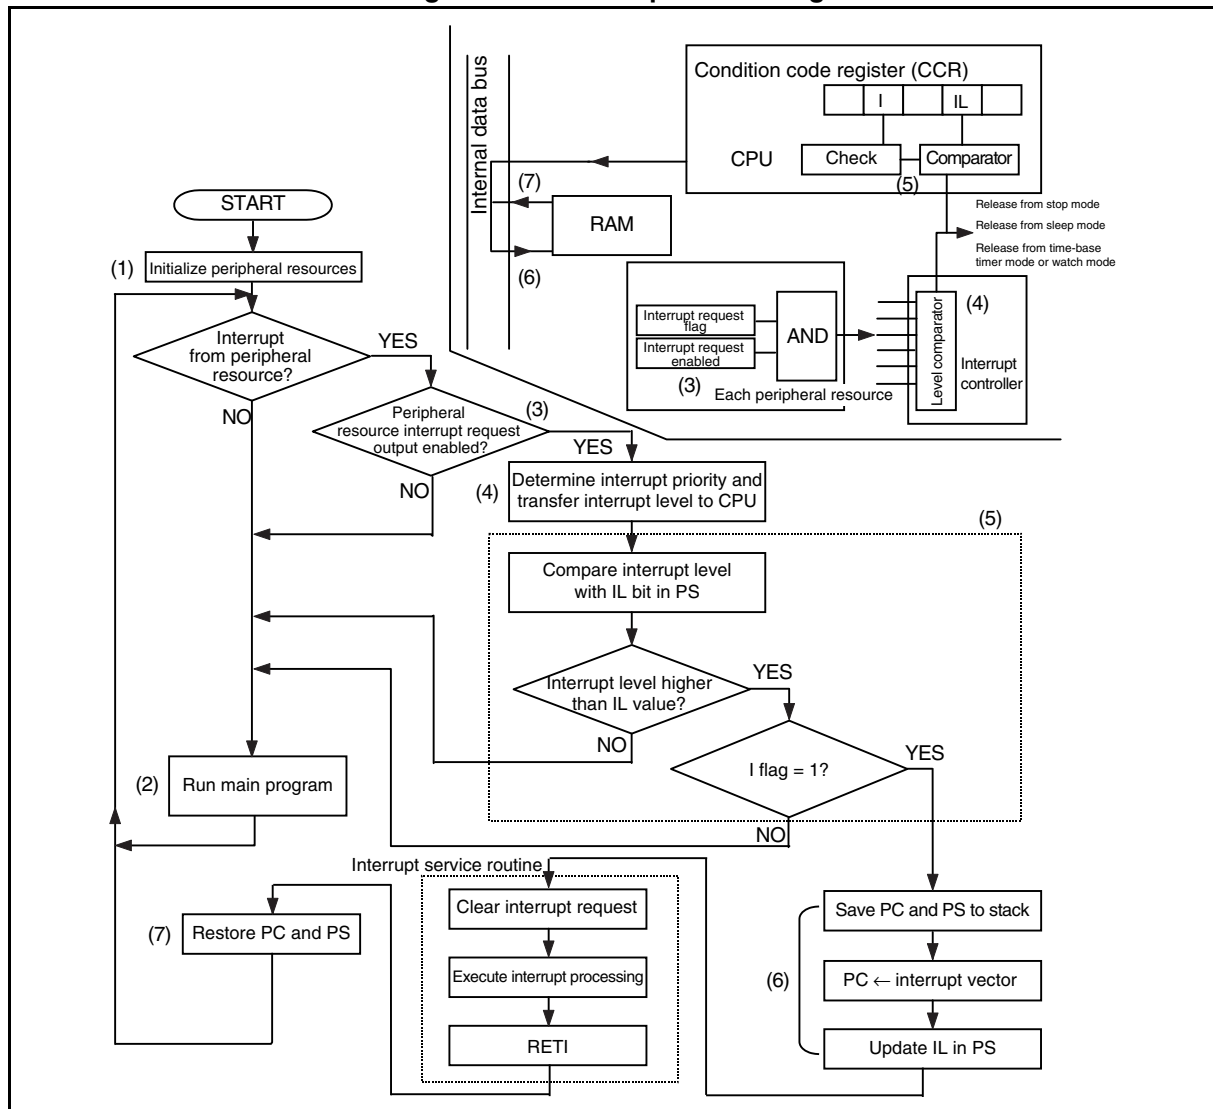 Internal data bus
Condition code register (CCR)
I
IL
CPU
Check
Comparator
(5)
(7)
RAM
(6)
Release from stop mode
Release from sleep mode
Release from time-base
timer mode or watch mode
START
(1)
Initialize peripheral resources
Interrupt request
flag
Interrupt request
enabled
AND
(3)
Each peripheral resource
Level comparator
(4)
Interrupt
controller
Interrupt
from peripheral
resource?
YES
NO
Peripheral
resource interrupt request
output enabled?
(3)
YES
NO
(4)
Determine interrupt priority and
transfer interrupt level to CPU
(5)
Compare interrupt level
with IL bit in PS
Interrupt level higher
than IL value?
YES
NO
I flag = 1?
YES
NO
(2)
Run main program
Interrupt service routine
Clear interrupt request
Execute interrupt processing
RETI
(7)
Restore PC and PS
(6)
Save PC and PS to stack
PC ← interrupt vector
Update IL in PS